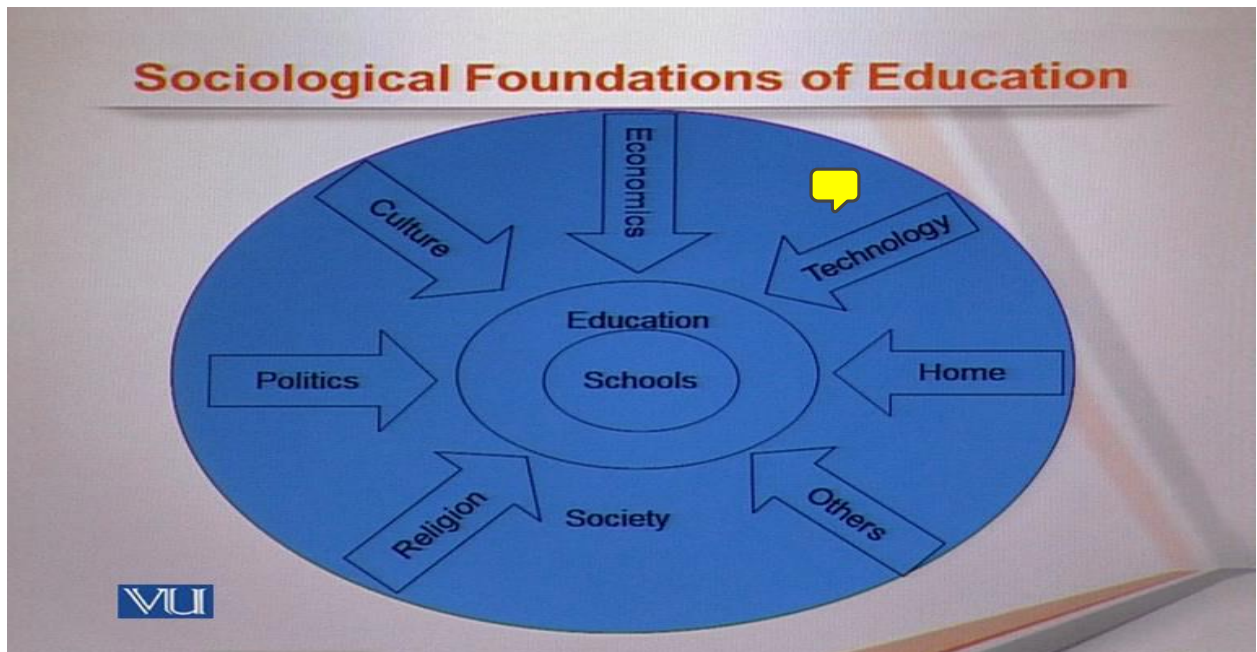 Sociological Foundations of Education
Economics
Culture
Technology
Education
Politics
Schools
Home
Religion
Society
Others
VU